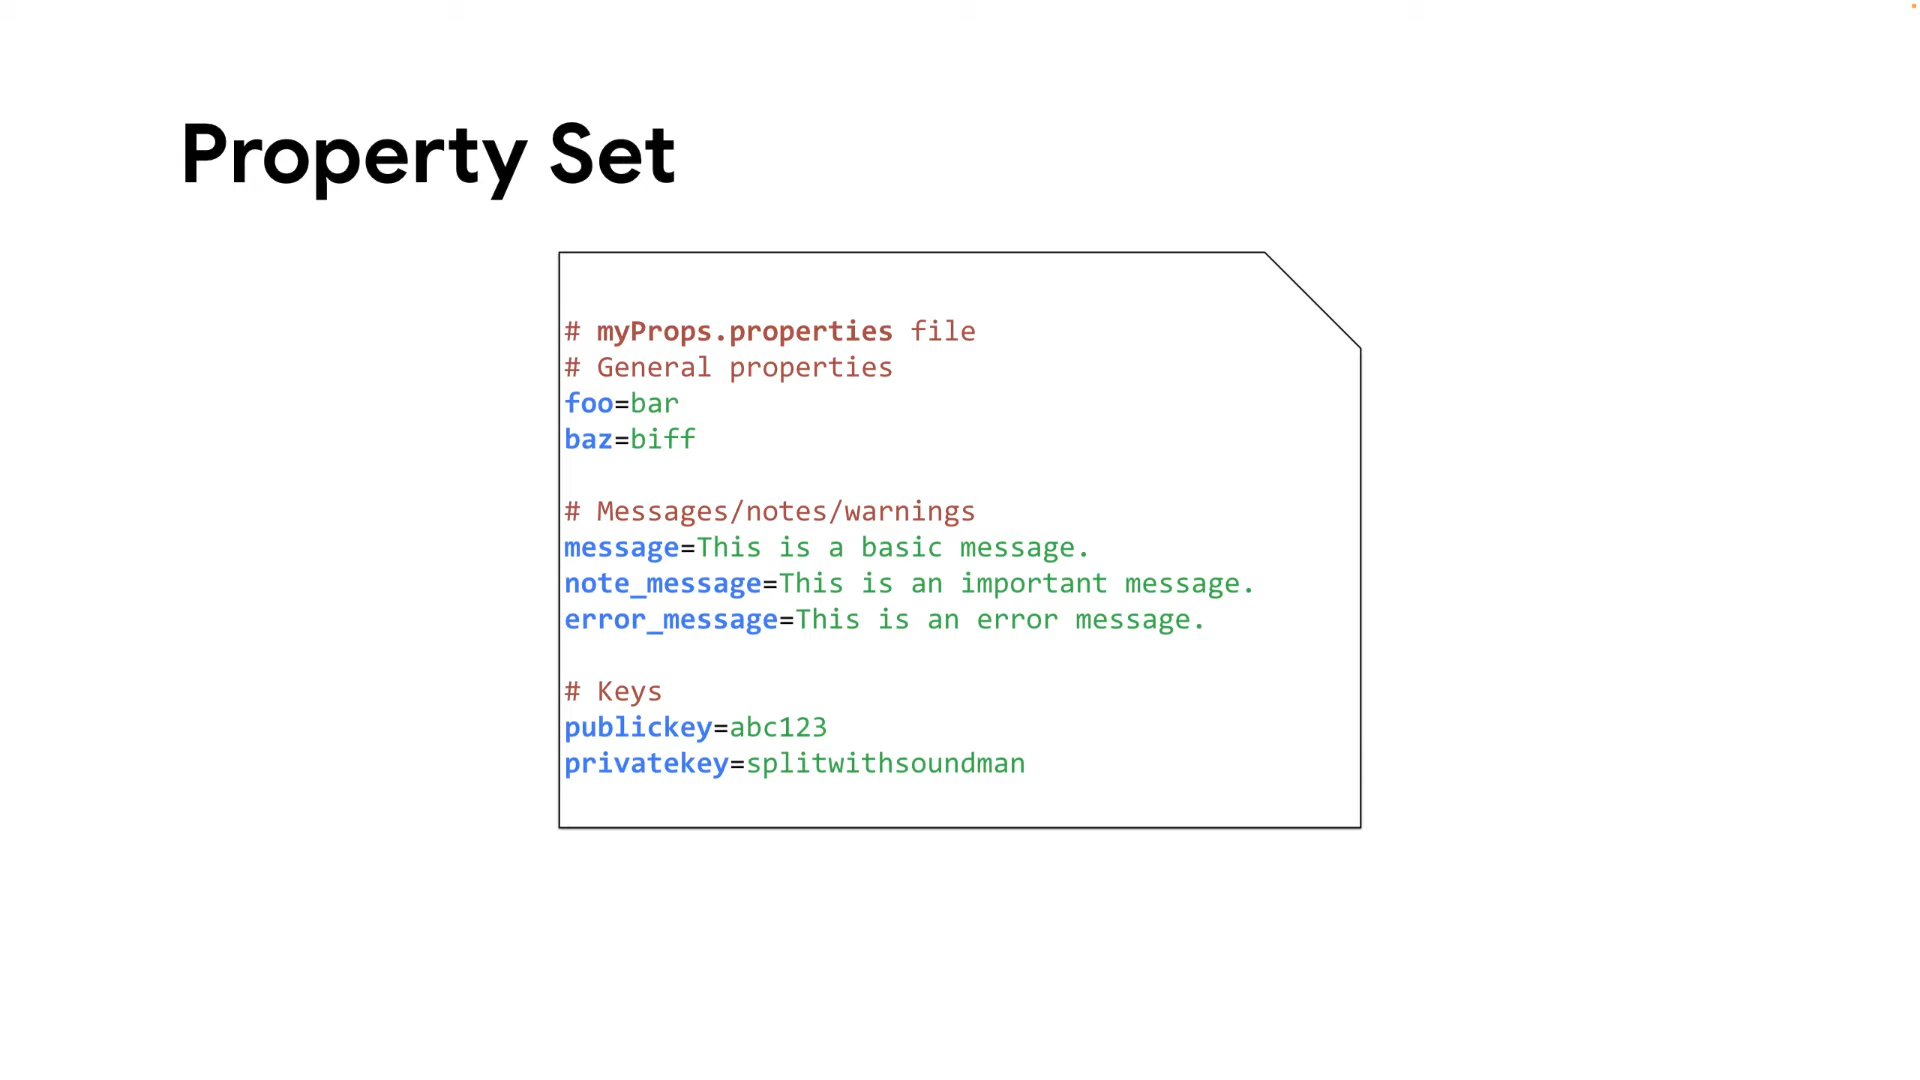 Property Set
# myProps.properties file
# General properties
foo=bar
baz=biff
# Messages/notes/warnings
message=This is a basic message.
note_message=This is an important message.
error_message=This is an error message.
# Keys
publickey=abc123
privatekey=splitwithsoundman